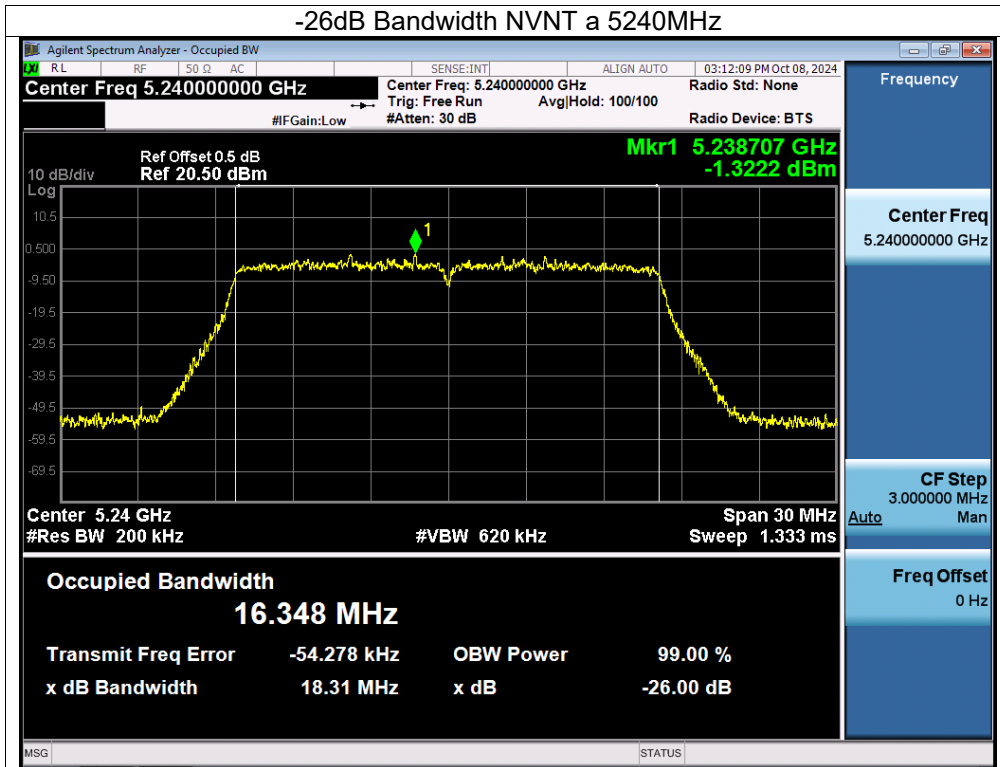 -26dB Bandwidth NVNT a 5240MHz
Agilent Spectrum Analyzer - Occupied BW
LXI RL RF 50 Ω AC SENSE:INT ALIGN AUTO 03:12:09 PM Oct 08, 2024
Center Freq 5.240000000 GHz
Center Freq: 5.240000000 GHz Radio Std: None
Trig: Free Run Avg|Hold: 100/100
#IFGain:Low #Atten: 30 dB Radio Device: BTS
Mkr1 5.238707 GHz
-1.3222 dBm
Ref Offset 0.5 dB
10 dB/div Ref 20.50 dBm
Log
10.5
0.500
-9.50
-19.5
-29.5
-39.5
-49.5
-59.5
-69.5
1
Center 5.24 GHz Span 30 MHz
#Res BW 200 kHz #VBW 620 kHz Sweep 1.333 ms
Occupied Bandwidth
16.348 MHz
Transmit Freq Error -54.278 kHz OBW Power 99.00 %
x dB Bandwidth 18.31 MHz x dB -26.00 dB
MSG STATUS
Frequency
Center Freq
5.240000000 GHz
CF Step
3.000000 MHz
Auto Man
Freq Offset
0 Hz